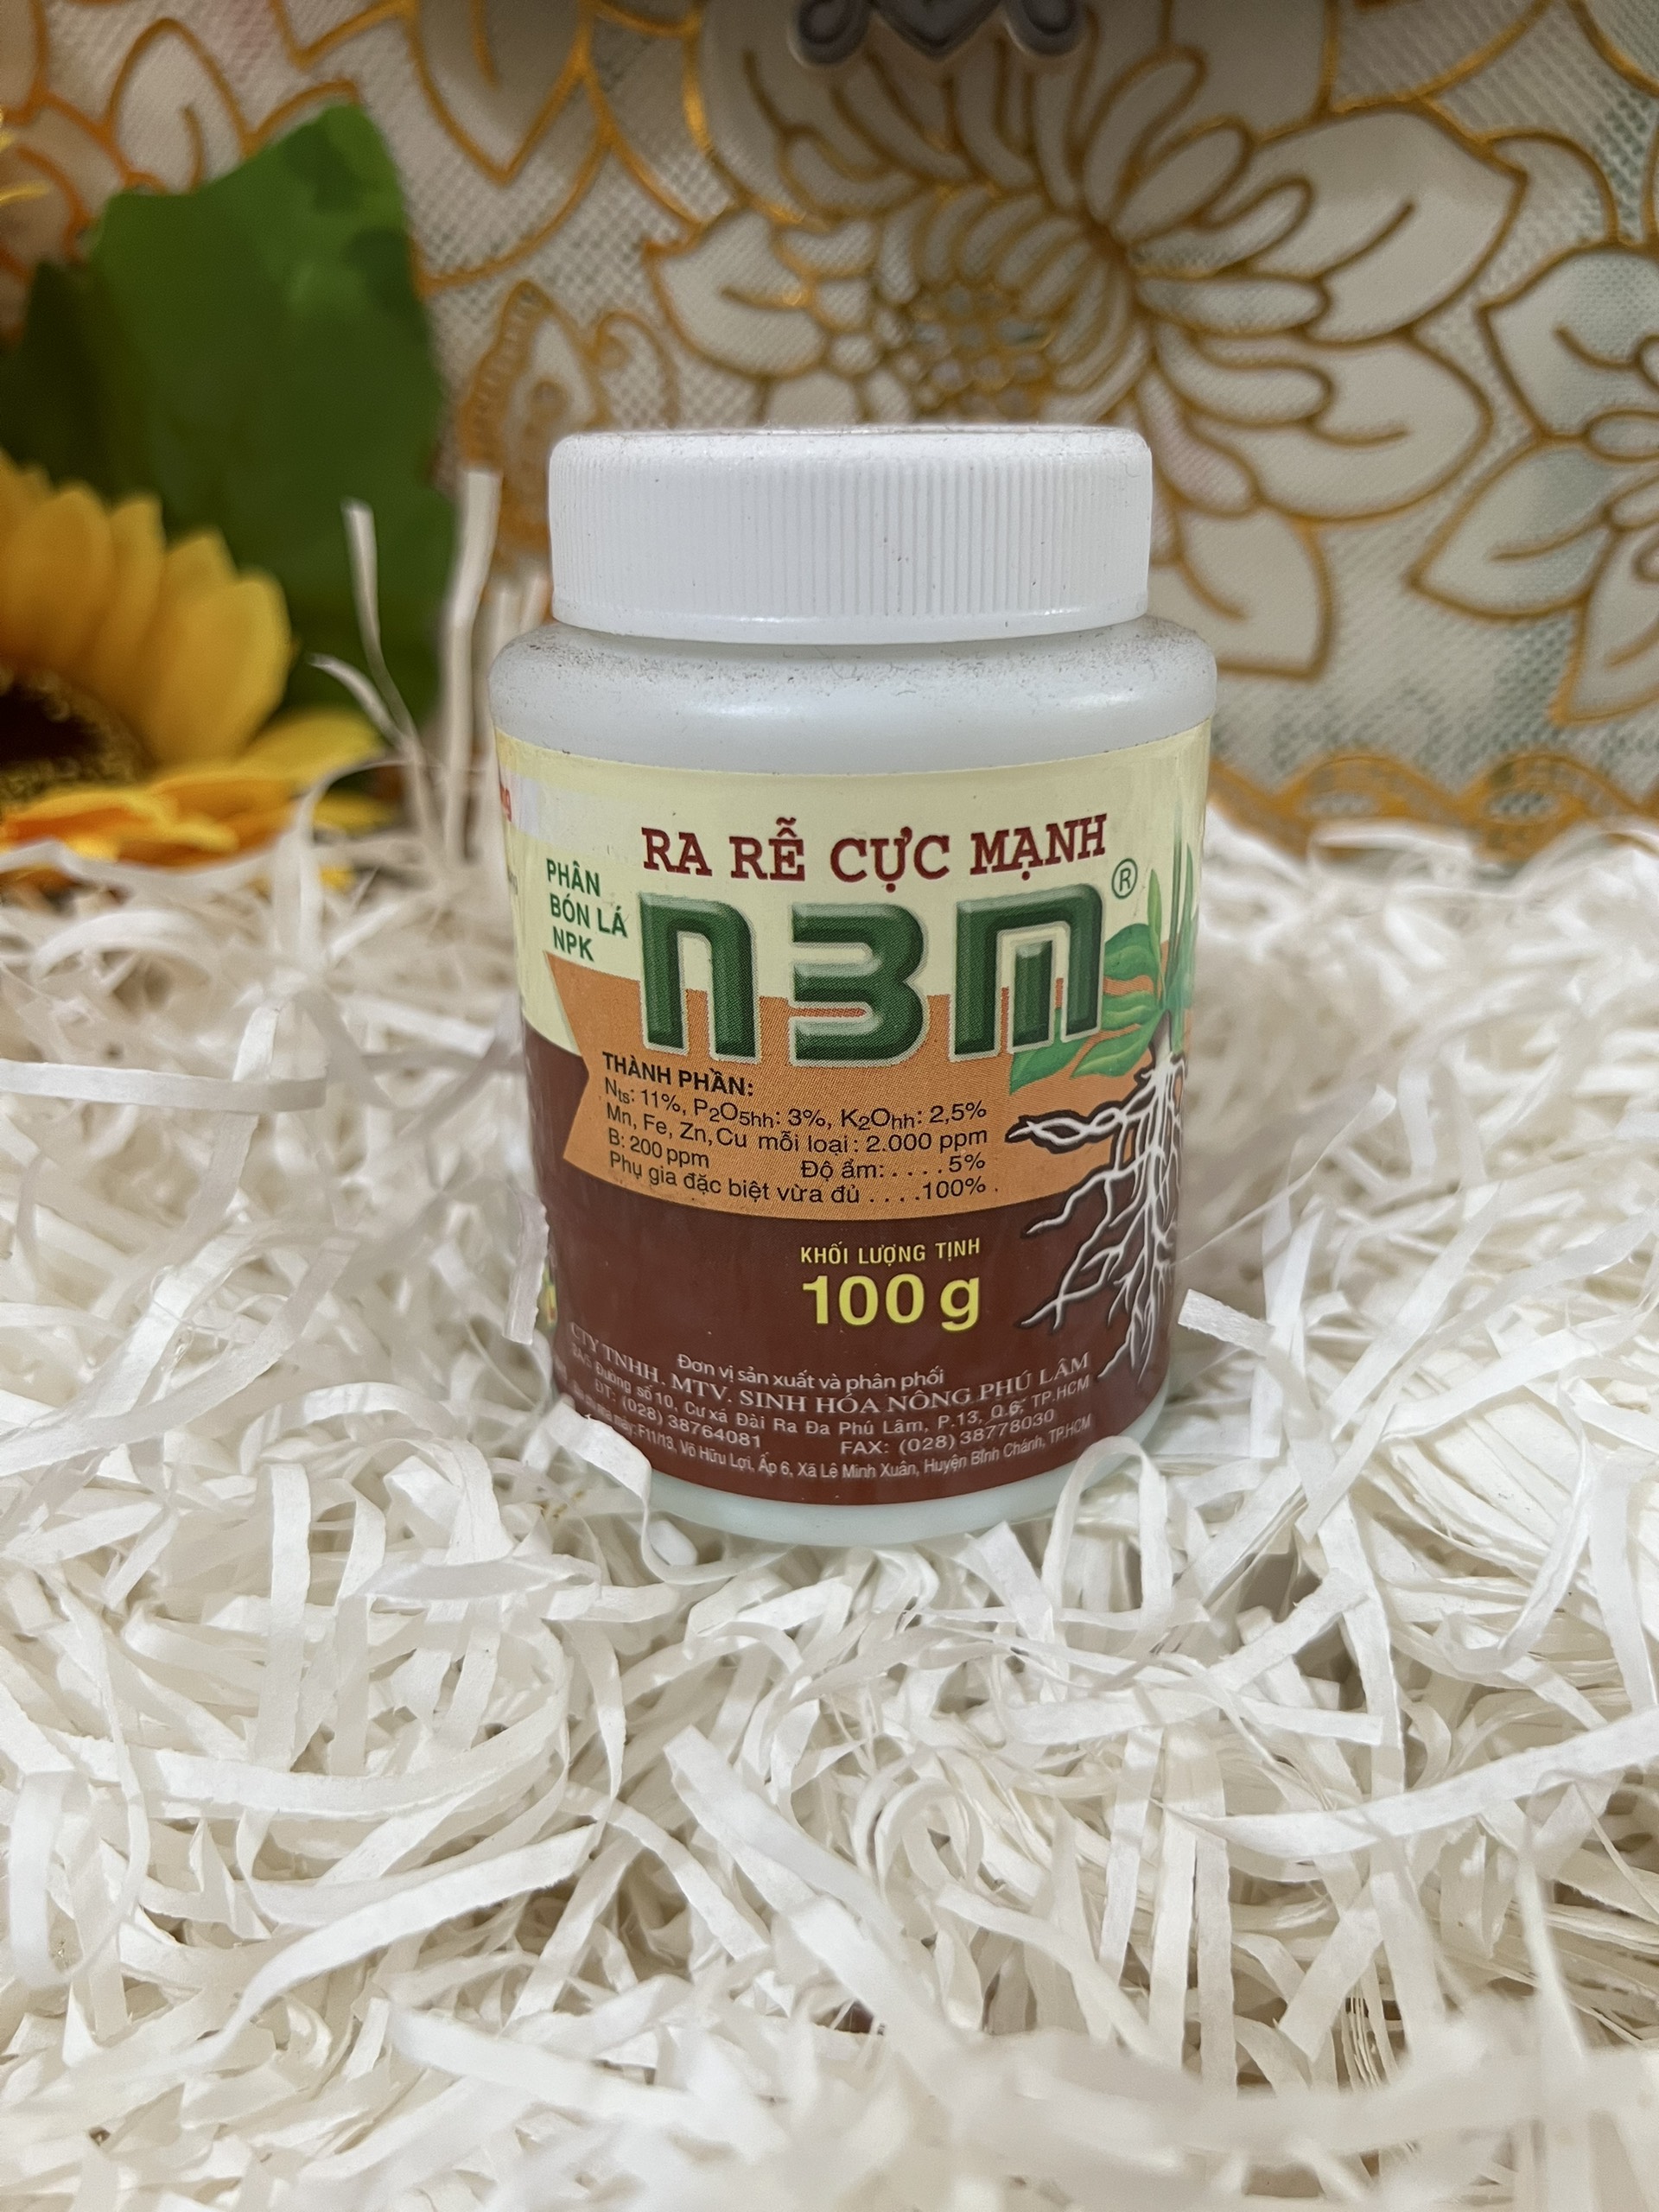 RA RỄ CỰC MẠNH
PHÂN
BÓN LÁ
NPK
N3M ®
THÀNH PHẦN:
Nts: 11%, P2O5hh: 3%, K2Ohh: 2,5%
Mn, Fe, Zn, Cu mỗi loại: 2.000 ppm
B: 200 ppm Độ ẩm: . . . . 5%
Phụ gia đặc biệt vừa đủ . . . . 100%
KHỐI LƯỢNG TỊNH
100 g
Đơn vị sản xuất và phân phối
CTY TNHH. MTV. SINH HÓA NÔNG PHÚ LÂM
Đường số 10, Cư xá Đài Ra Đa Phú Lâm, P.13, Q.6, TP.HCM
ĐT: (028) 38764081 FAX: (028) 38778030
F11/13, Võ Hữu Lợi, Ấp 6, Xã Lê Minh Xuân, Huyện Bình Chánh, TP.HCM